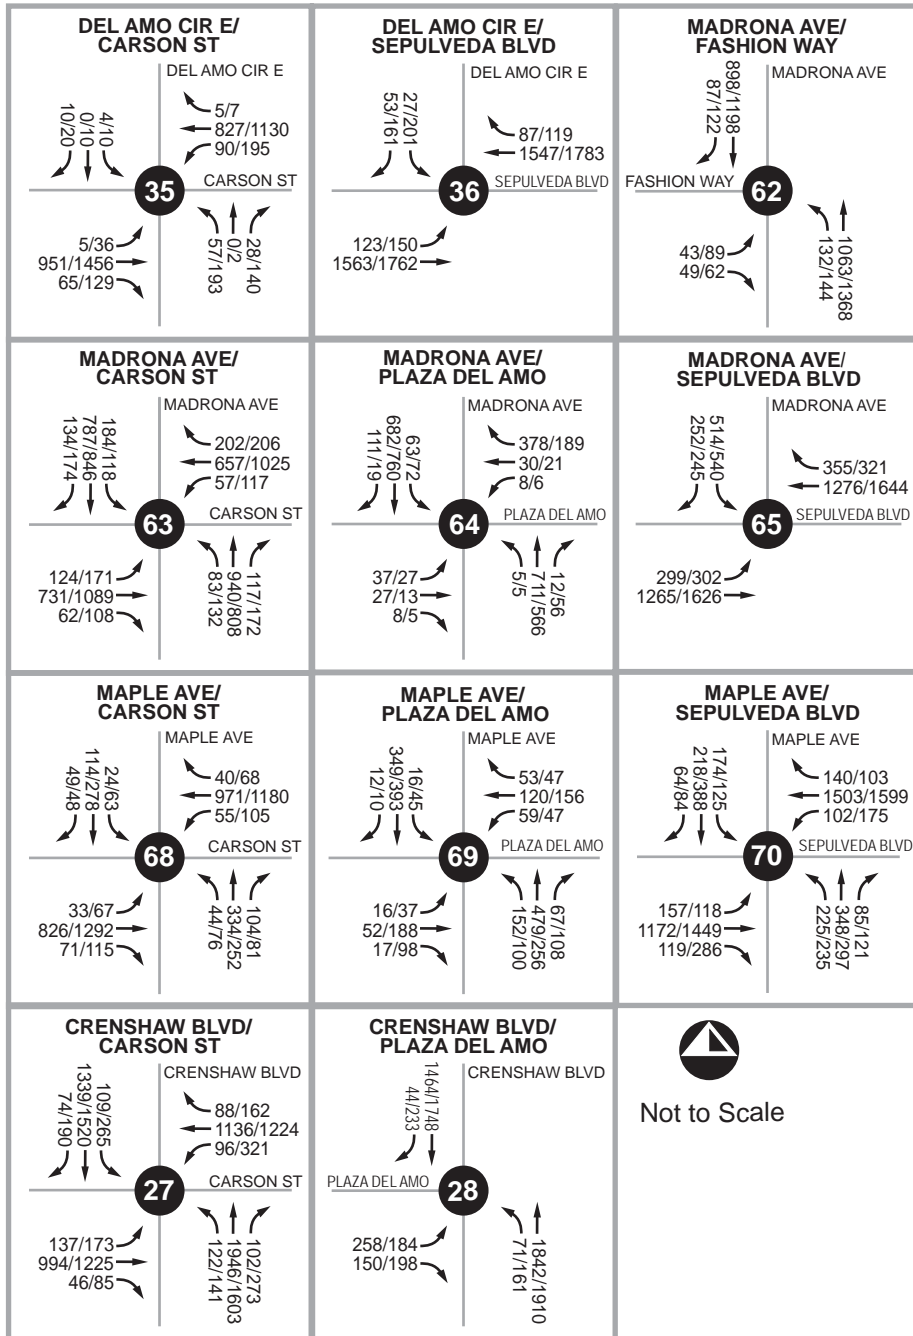 DEL AMO CIR E/
CARSON ST
DEL AMO CIR E
10/20
0/10
4/10
5/7
827/1130
90/195
CARSON ST
35
5/36
951/1456
65/129
57/193
0/2
28/140
DEL AMO CIR E/
SEPULVEDA BLVD
DEL AMO CIR E
53/161
27/201
87/119
1547/1783
SEPULVEDA BLVD
36
123/150
1563/1762
MADRONA AVE/
FASHION WAY
MADRONA AVE
87/122
898/1198
FASHION WAY
62
43/89
49/62
132/144
1063/1368
MADRONA AVE/
CARSON ST
MADRONA AVE
134/174
787/846
184/118
202/206
657/1025
57/117
CARSON ST
63
124/171
731/1089
62/108
83/132
940/808
117/172
MADRONA AVE/
PLAZA DEL AMO
MADRONA AVE
111/19
682/760
63/72
378/189
30/21
8/6
PLAZA DEL AMO
64
37/27
27/13
8/5
5/5
711/566
12/56
MADRONA AVE/
SEPULVEDA BLVD
MADRONA AVE
252/245
514/540
355/321
1276/1644
SEPULVEDA BLVD
65
299/302
1265/1626
MAPLE AVE/
CARSON ST
MAPLE AVE
49/48
114/278
24/63
40/68
971/1180
55/105
CARSON ST
68
33/67
826/1292
71/115
44/76
334/252
104/81
MAPLE AVE/
PLAZA DEL AMO
MAPLE AVE
12/10
349/393
16/45
53/47
120/156
59/47
PLAZA DEL AMO
69
16/37
52/188
17/98
152/100
479/256
67/108
MAPLE AVE/
SEPULVEDA BLVD
MAPLE AVE
64/84
218/388
174/125
140/103
1503/1599
102/175
SEPULVEDA BLVD
70
157/118
1172/1449
119/286
225/235
348/297
85/121
CRENSHAW BLVD/
CARSON ST
CRENSHAW BLVD
74/190
1339/1520
109/265
88/162
1136/1224
96/321
CARSON ST
27
137/173
994/1225
46/85
122/141
1946/1603
102/273
CRENSHAW BLVD/
PLAZA DEL AMO
CRENSHAW BLVD
44/233
1464/1748
PLAZA DEL AMO
28
258/184
150/198
71/161
1842/1910
Not to Scale